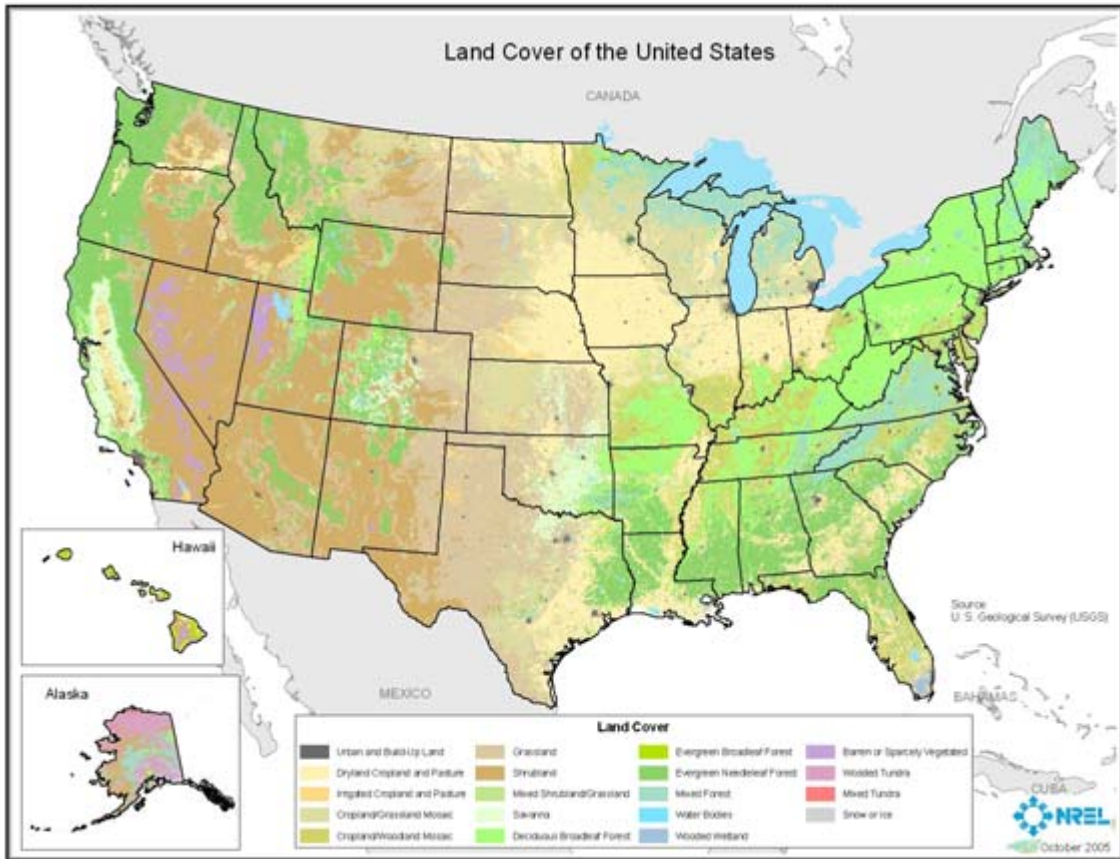 Land Cover of the United States
CANADA
Hawaii
Source
U. S. Geological Survey (USGS)
Alaska
MEXICO
BAHAMAS
Land Cover
Urban and Build-Up Land
Dryland Cropland and Pasture
Irrigated Cropland and Pasture
Cropland/Grassland Mosaic
Cropland/Woodland Mosaic
Grassland
Shrubland
Mixed Shrubland/Grassland
Savanna
Deciduous Broadleaf Forest
Evergreen Broadleaf Forest
Evergreen Needleleaf Forest
Mixed Forest
Water Bodies
Wooded Wetland
Barren or Sparcely Vegetated
Wooded Tundra
Mixed Tundra
Snow or Ice
CUBA
NREL
October 2005